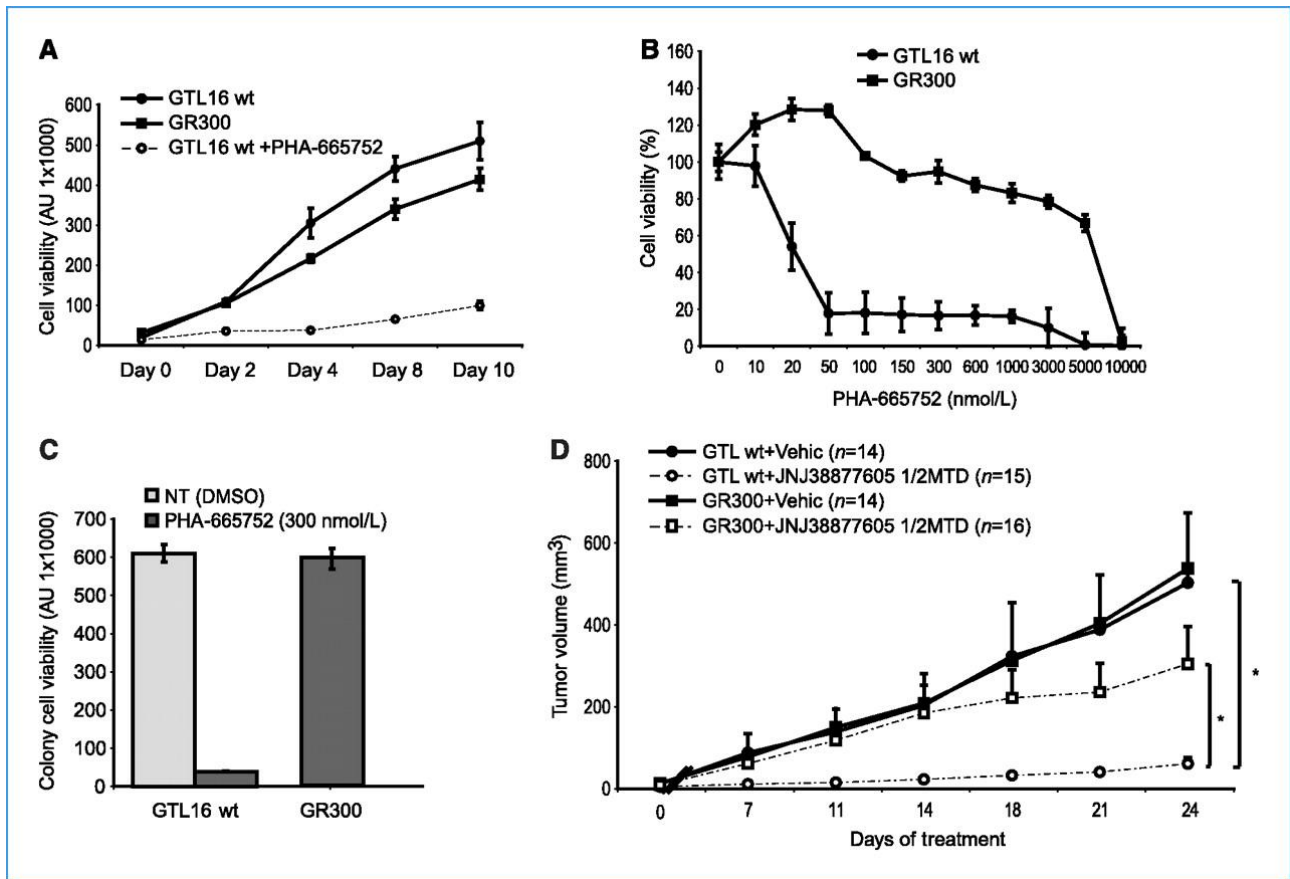 A
GTL16 wt
GR300
GTL16 wt +PHA-665752
Cell viability (AU 1x1000)
600
500
400
300
200
100
0
Day 0 Day 2 Day 4 Day 8 Day 10
B
GTL16 wt
GR300
Cell viability (%)
160
140
120
100
80
60
40
20
0
0 10 20 50 100 150 300 600 1000 3000 5000 10000
PHA-665752 (nmol/L)
C
NT (DMSO)
PHA-665752 (300 nmol/L)
Colony cell viability (AU 1x1000)
700
600
500
400
300
200
100
0
GTL16 wt GR300
D
GTL wt+Vehic (n=14)
GTL wt+JNJ38877605 1/2MTD (n=15)
GR300+Vehic (n=14)
GR300+JNJ38877605 1/2MTD (n=16)
Tumor volume (mm³)
800
600
400
200
0
*
*
0 7 11 14 18 21 24
Days of treatment